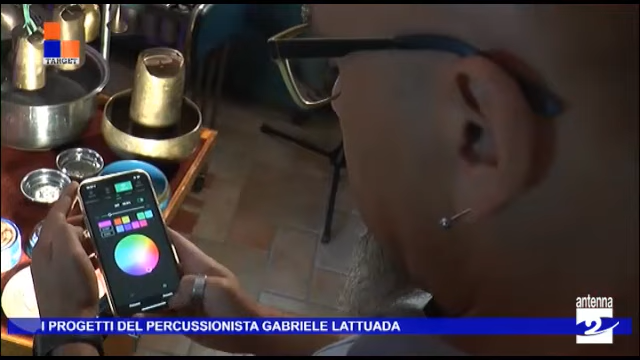 TARGET
I PROGETTI DEL PERCUSSIONISTA GABRIELE LATTUADA
antenna
2